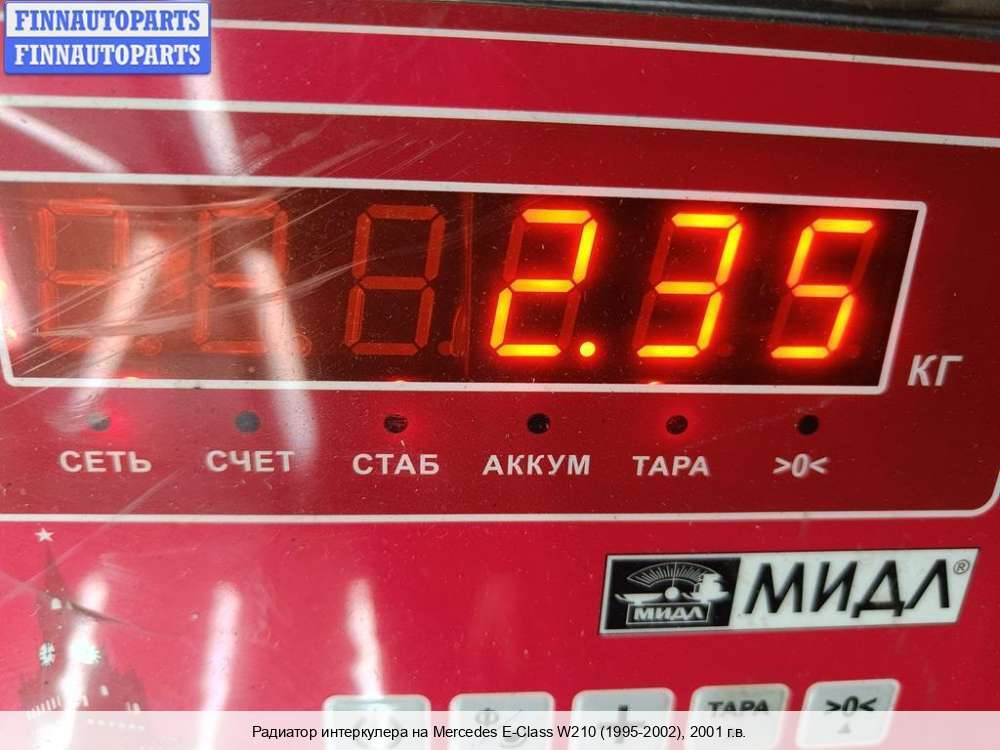 FINNAUTOPARTS
FINNAUTOPARTS
2.35
КГ
СЕТЬ СЧЕТ СТАБ АККУМ ТАРА >0<
МИДЛ МИДЛ®
ТАРА >0<
Радиатор интеркулера на Mercedes E-Class W210 (1995-2002), 2001 г.в.